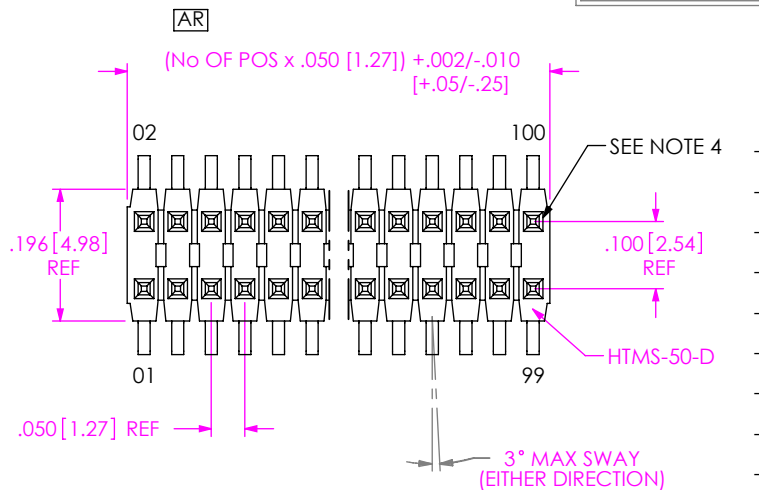 AR
(No OF POS x .050 [1.27]) +.002/-.010
[+.05/-.25]
02
100
SEE NOTE 4
.196 [4.98]
REF
.100 [2.54]
REF
HTMS-50-D
01
99
.050 [1.27] REF
3° MAX SWAY
(EITHER DIRECTION)